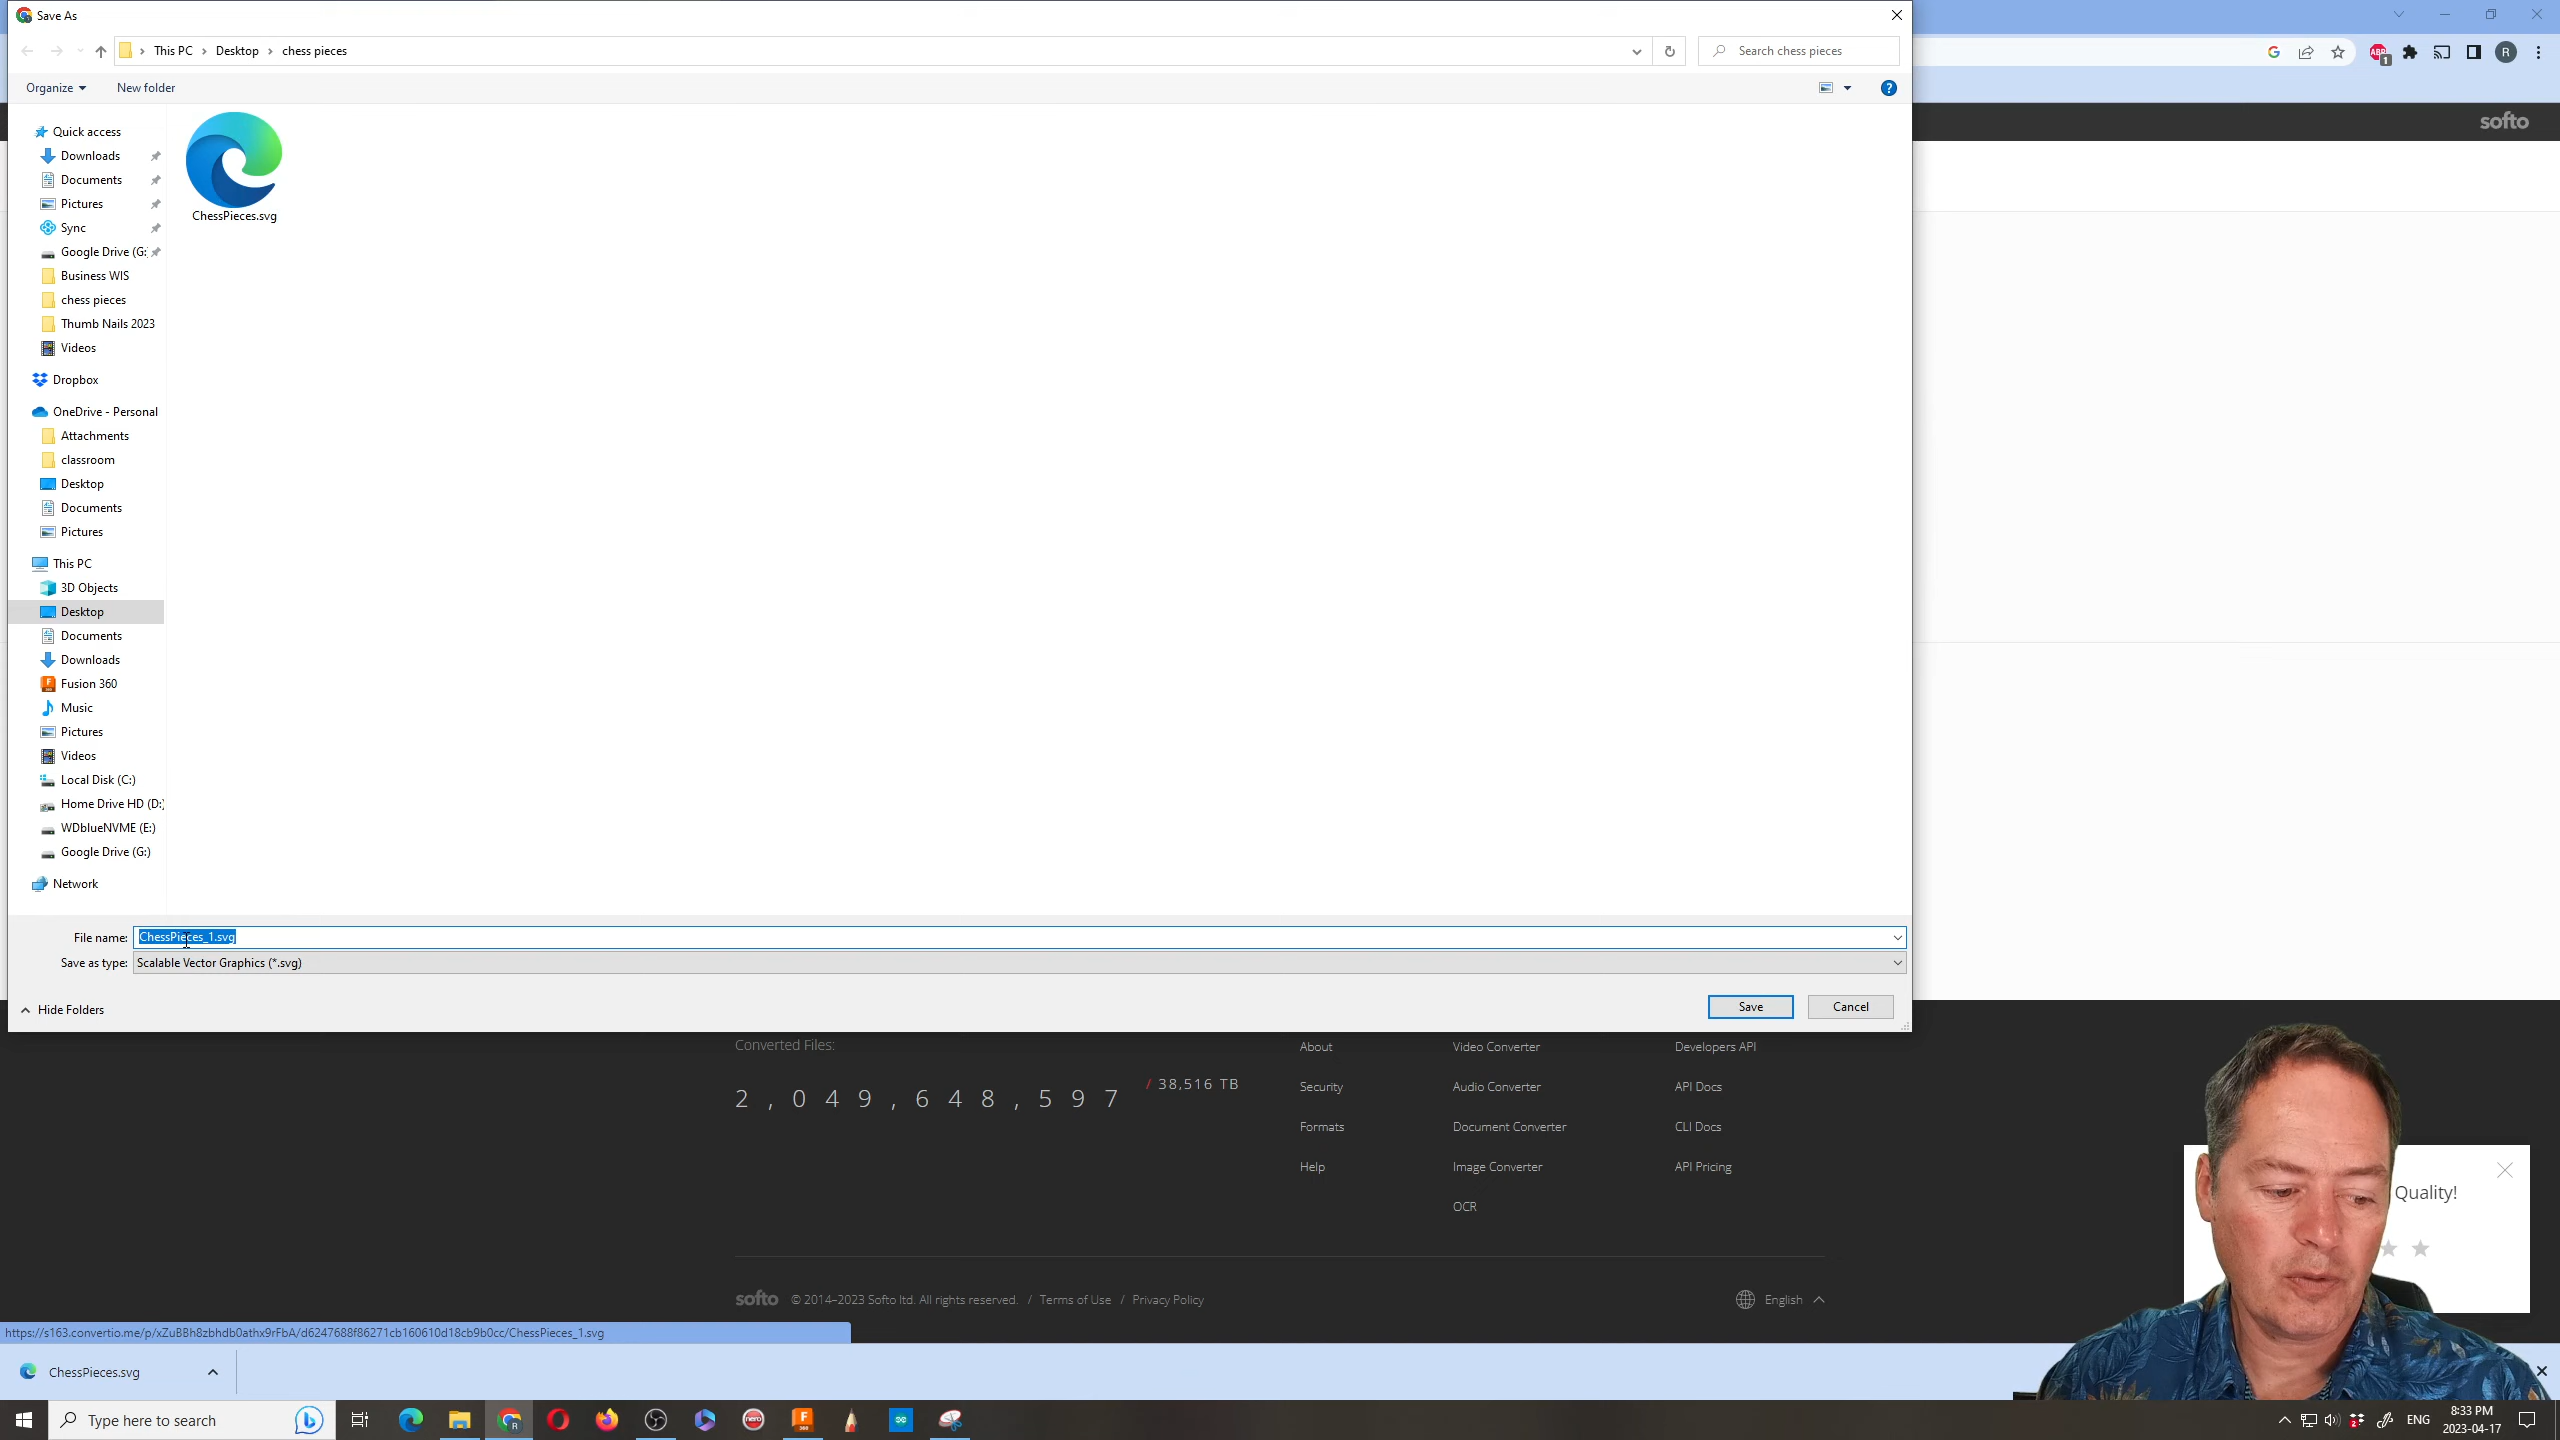 Save As
This PC
Desktop
chess pieces
Search chess pieces
ABP
1
R
Organize
New folder
?
softo
ChessPieces.svg
Quick access
Downloads
Documents
Pictures
Sync
Google Drive (G:
Business WIS
chess pieces
Thumb Nails 2023
Videos
Dropbox
OneDrive - Personal
Attachments
classroom
Desktop
Documents
Pictures
This PC
3D Objects
Desktop
Documents
Downloads
Fusion 360
Music
Pictures
Videos
Local Disk (C:)
Home Drive HD (D:)
WDblueNVME (E:)
Google Drive (G:)
Network
File name: ChessPieces_1.svg
Save as type: Scalable Vector Graphics (*.svg)
Hide Folders
Save
Cancel
Converted Files:
2,049,648,597
/ 38,516 TB
About
Security
Formats
Help
Video Converter
Audio Converter
Document Converter
Image Converter
OCR
Developers API
API Docs
CLI Docs
API Pricing
Quality!
softo © 2014–2023 Softo ltd. All rights reserved. / Terms of Use / Privacy Policy
English
https://s163.convertio.me/p/xZuBBh8zbhdb0athx9rFbA/d6247688f86271cb160610d18cb9b0cc/ChessPieces_1.svg
ChessPieces.svg
Type here to search
ENG
8:33 PM
2023-04-17